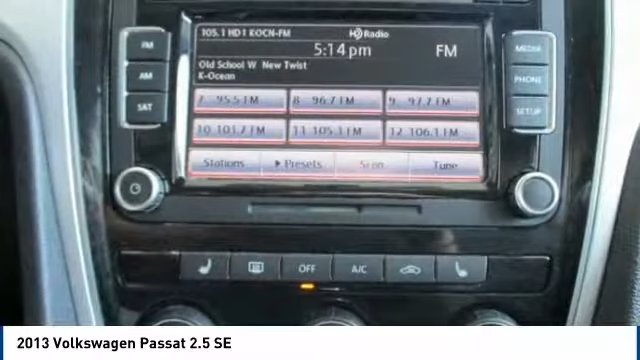 105.1 HD1 KOCN-FM HD Radio
5:14 pm FM
Old School W New Twist
K-Ocean
7 95.5 FM 8 96.7 FM 9 97.7 FM
10 101.7 FM 11 105.1 FM 12 106.1 FM
Stations Presets Scan Tune
FM
AM
SAT
MEDIA
PHONE
SETUP
OFF A/C
2013 Volkswagen Passat 2.5 SE